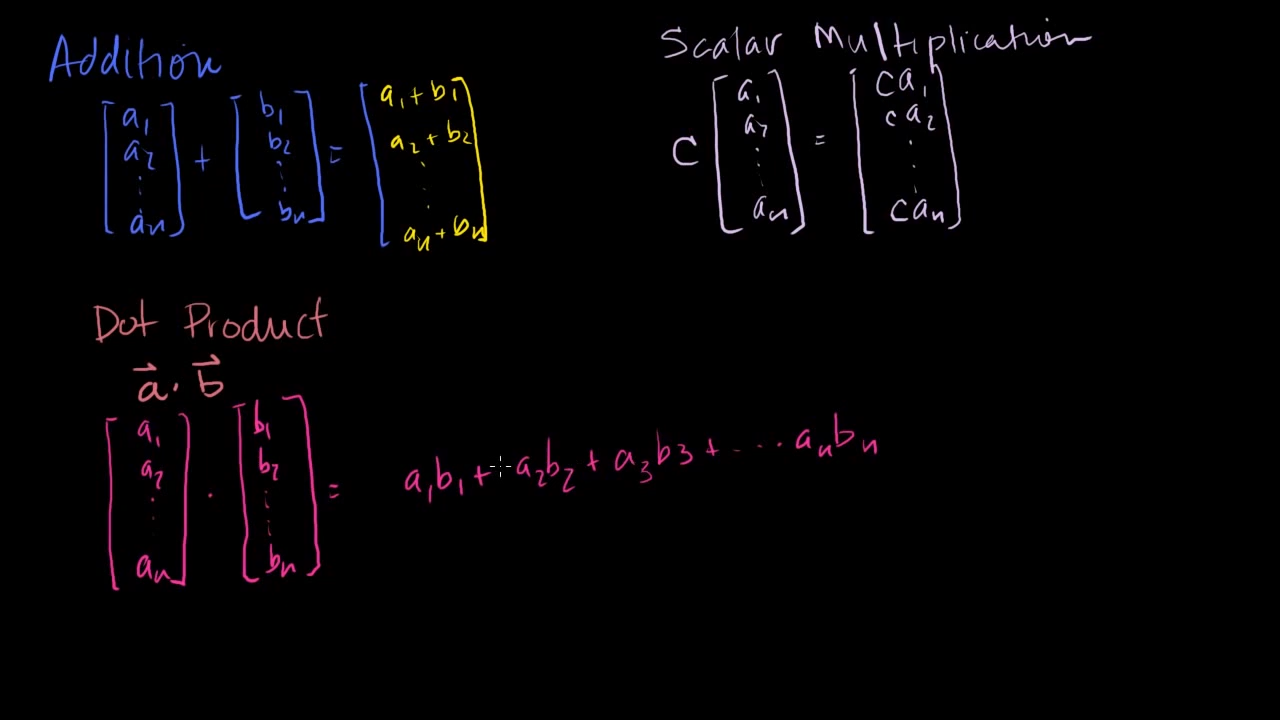 Addition
[a₁ a₂ ⋮ aₙ] + [b₁ b₂ ⋮ bₙ] = [a₁+b₁ a₂+b₂ ⋮ aₙ+bₙ]
Scalar Multiplication
C [a₁ a₂ ⋮ aₙ] = [ca₁ ca₂ ⋮ caₙ]
Dot Product
a⃗ · b⃗
[a₁ a₂ ⋮ aₙ] · [b₁ b₂ ⋮ bₙ] = a₁b₁ + a₂b₂ + a₃b3 + ... aₙbₙ